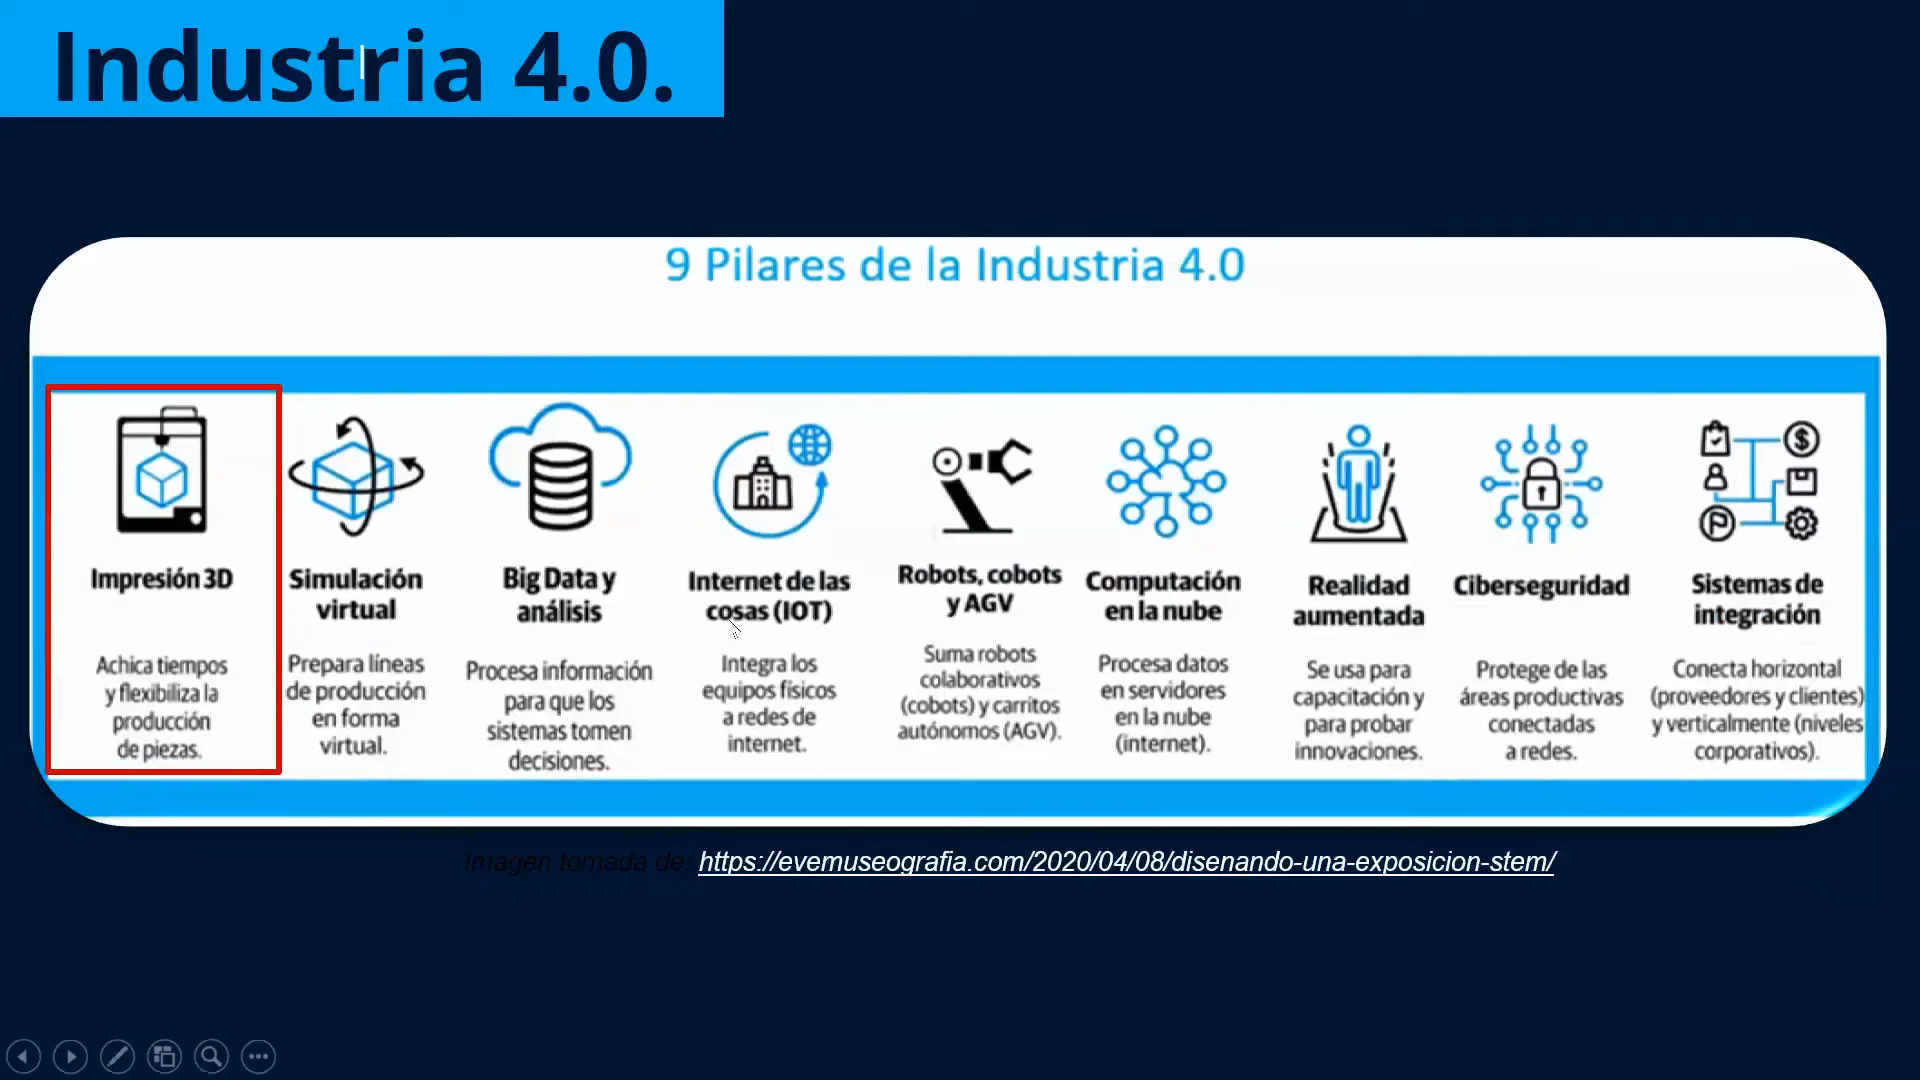 Industria 4.0.
9 Pilares de la Industria 4.0
Impresión 3D
Achica tiempos
y flexibiliza la
producción
de piezas.
Simulación
virtual
Prepara líneas
de producción
en forma
virtual.
Big Data y
análisis
Procesa información
para que los
sistemas tomen
decisiones.
Internet de las
cosas (IOT)
Integra los
equipos físicos
a redes de
internet.
Robots, cobots
y AGV
Suma robots
colaborativos
(cobots) y carritos
autónomos (AGV).
Computación
en la nube
Procesa datos
en servidores
en la nube
(internet).
Realidad
aumentada
Se usa para
capacitación y
para probar
innovaciones.
Ciberseguridad
Protege de las
áreas productivas
conectadas
a redes.
Sistemas de
integración
Conecta horizontal
(proveedores y clientes)
y verticalmente (niveles
corporativos).
Imagen tomada de: https://evemuseografia.com/2020/04/08/disenando-una-exposicion-stem/